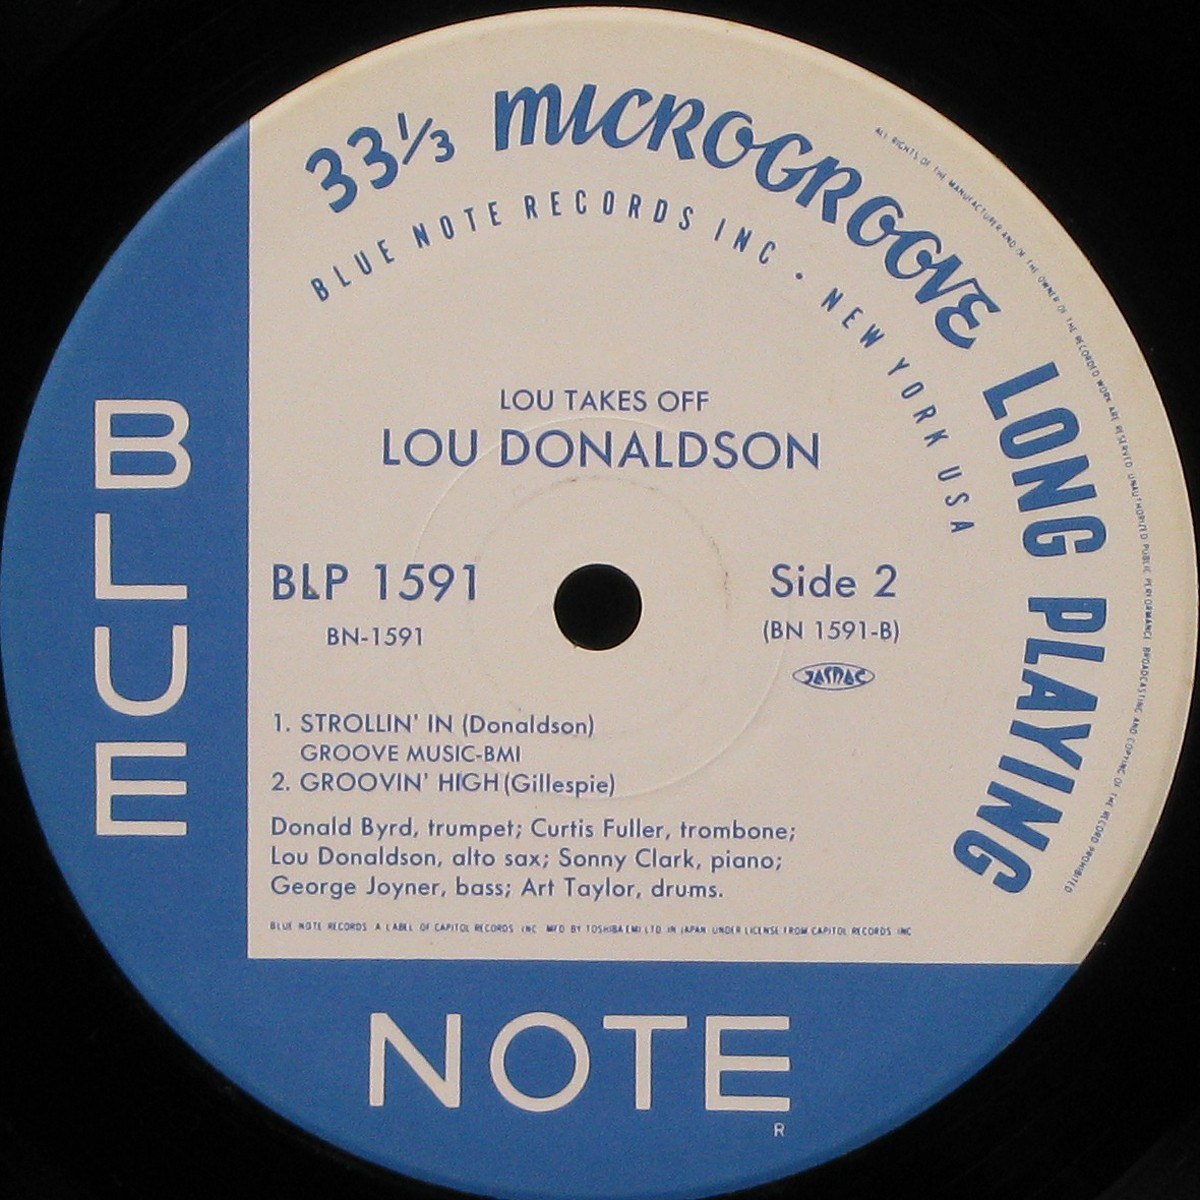 33⅓ MICROGROOVE LONG PLAYING
BLUE NOTE RECORDS INC • NEW YORK USA
ALL RIGHTS OF THE MANUFACTURER AND OF THE OWNER OF THE RECORDED WORK ARE RESERVED UNAUTHORIZED PUBLIC PERFORMANCE BROADCASTING AND COPYING OF THE RECORD PROHIBITED
LOU TAKES OFF
LOU DONALDSON
BLP 1591
BN-1591
Side 2
(BN 1591-B)
JASRAC
1. STROLLIN' IN (Donaldson)
GROOVE MUSIC-BMI
2. GROOVIN' HIGH (Gillespie)
Donald Byrd, trumpet; Curtis Fuller, trombone;
Lou Donaldson, alto sax; Sonny Clark, piano;
George Joyner, bass; Art Taylor, drums.
BLUE NOTE RECORDS A LABEL OF CAPITOL RECORDS INC MFD BY TOSHIBA EMI LTD IN JAPAN UNDER LICENSE FROM CAPITOL RECORDS INC
BLUE
NOTE
R